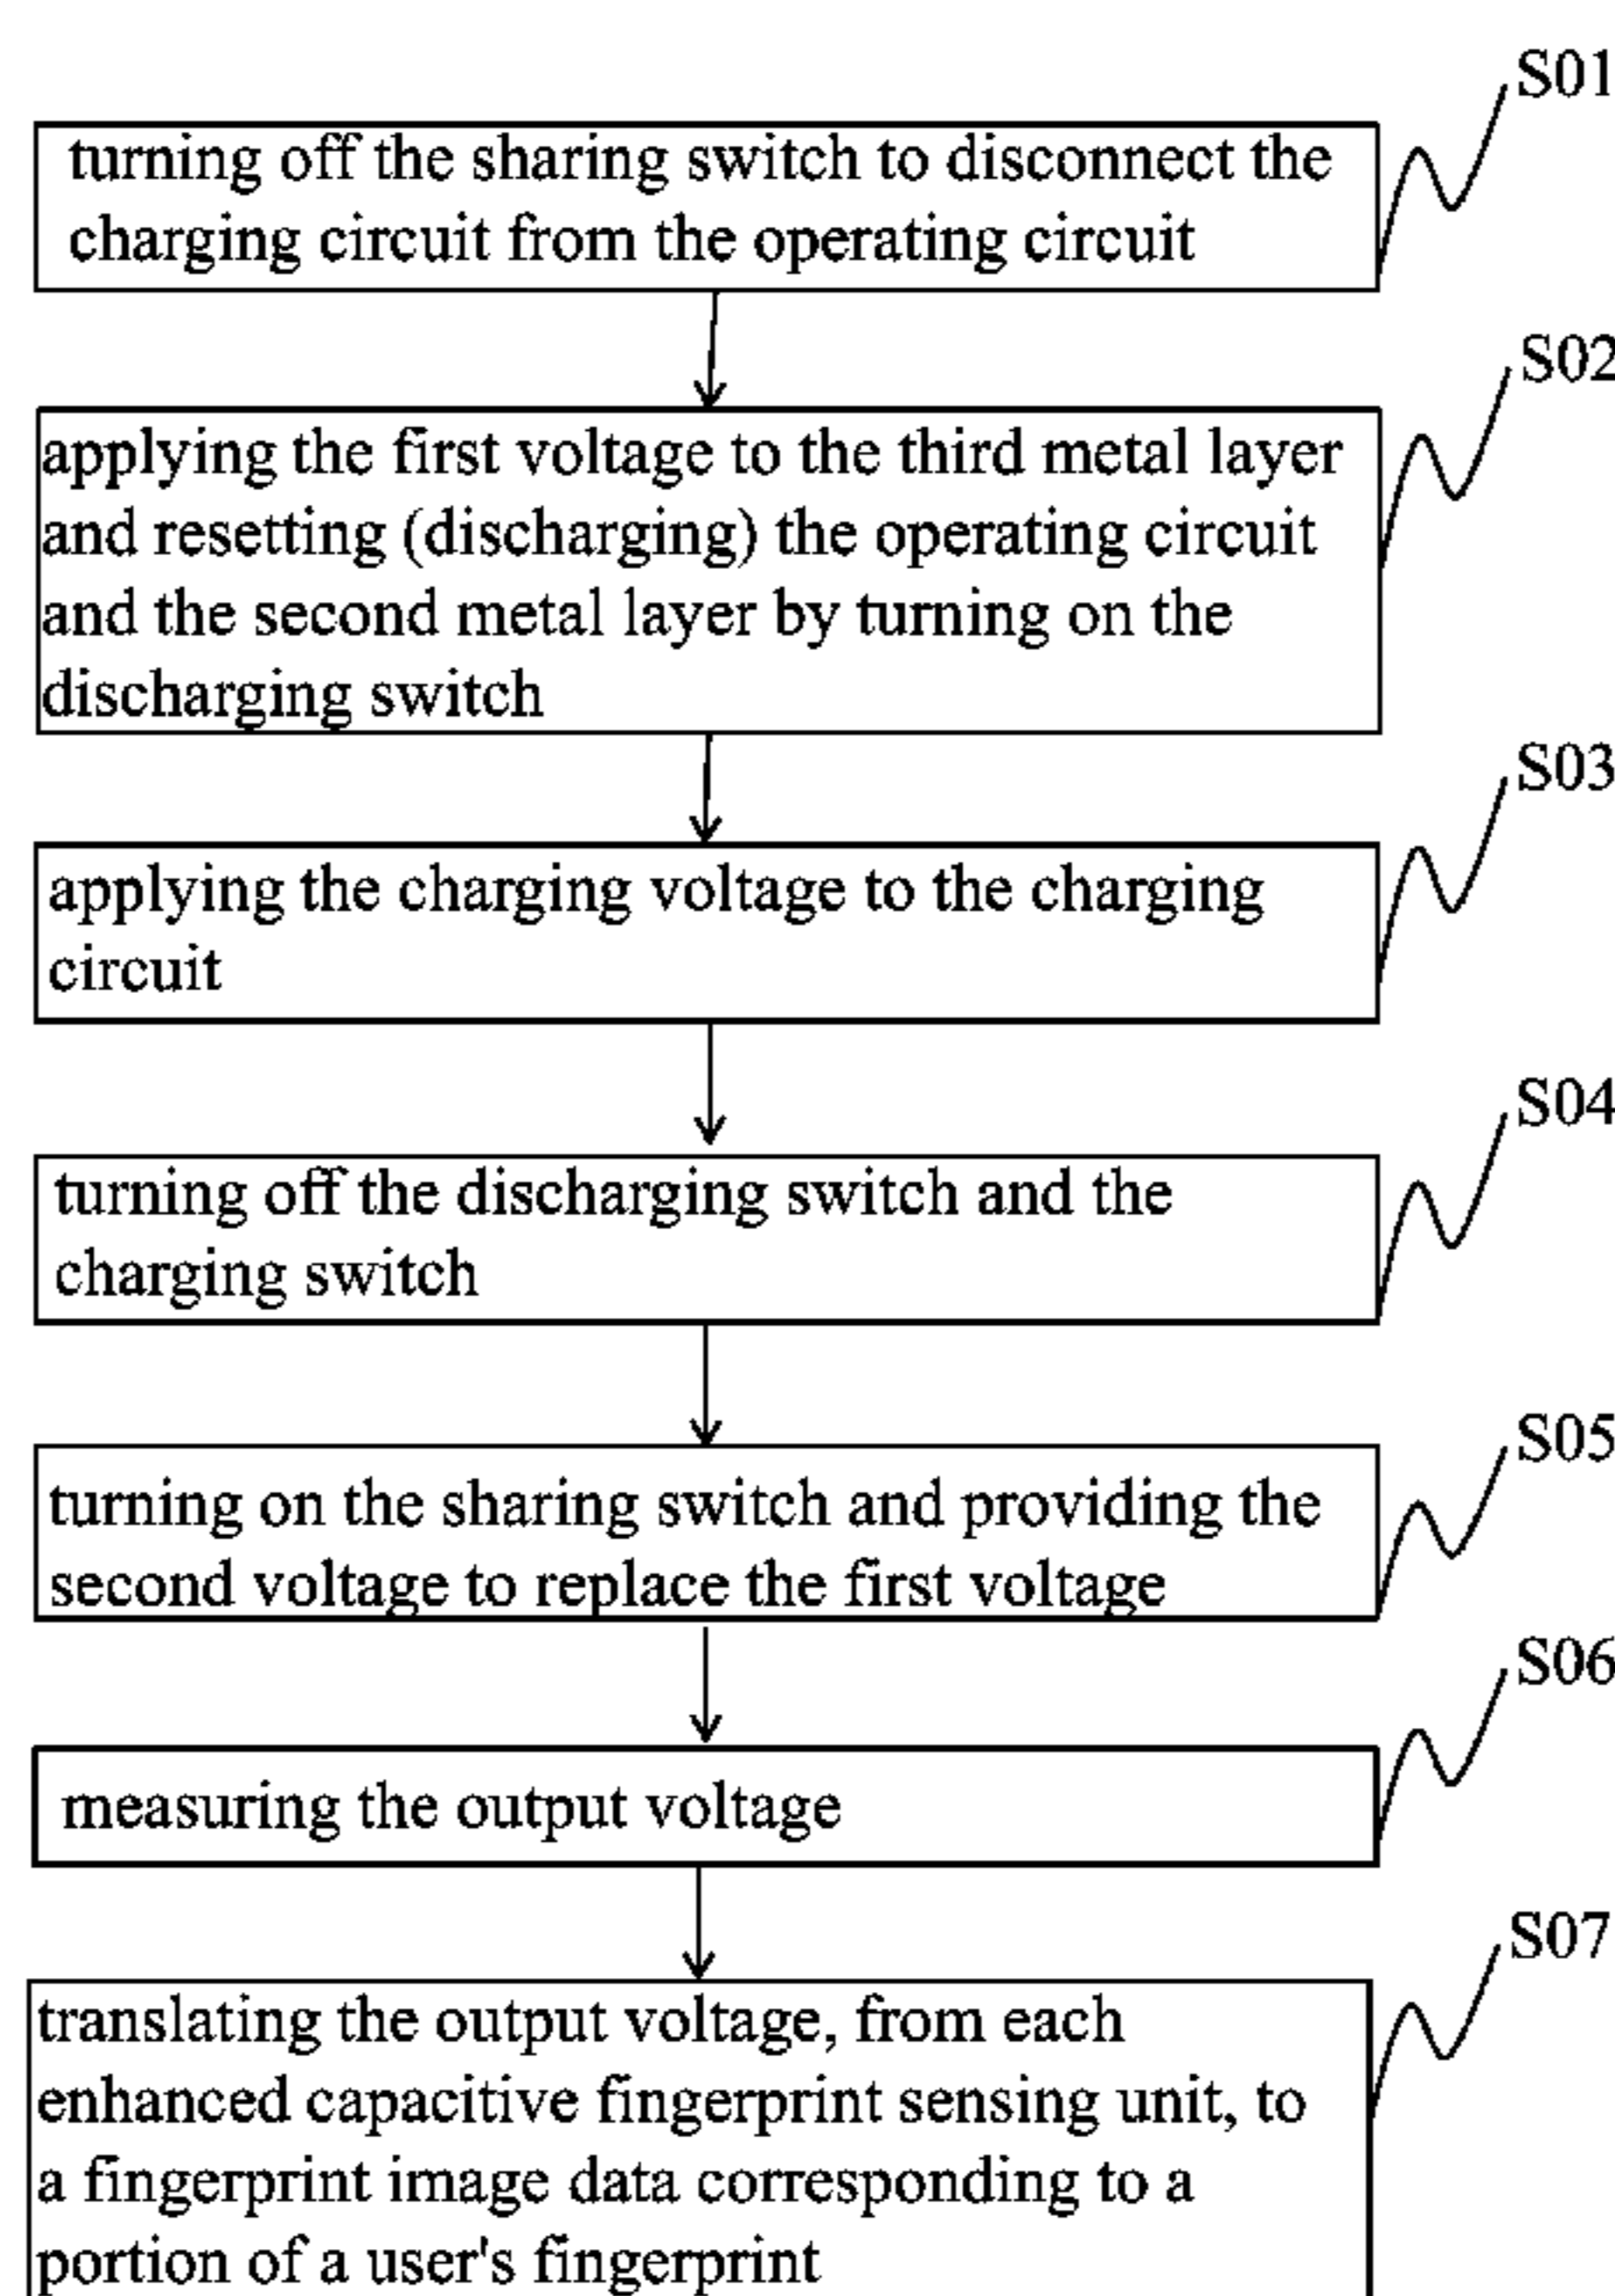 S01
turning off the sharing switch to disconnect the
charging circuit from the operating circuit
S02
applying the first voltage to the third metal layer
and resetting (discharging) the operating circuit
and the second metal layer by turning on the
discharging switch
S03
applying the charging voltage to the charging
circuit
S04
turning off the discharging switch and the
charging switch
S05
turning on the sharing switch and providing the
second voltage to replace the first voltage
S06
measuring the output voltage
S07
translating the output voltage, from each
enhanced capacitive fingerprint sensing unit, to
a fingerprint image data corresponding to a
portion of a user's fingerprint